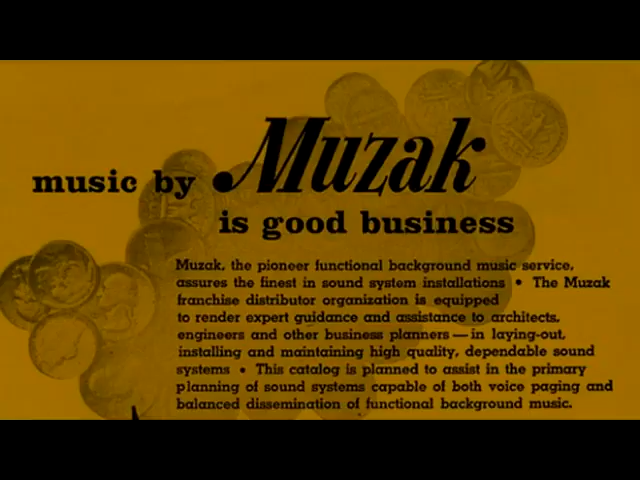 music by Muzak
is good business
Muzak, the pioneer functional background music service,
assures the finest in sound system installations • The Muzak
franchise distributor organization is equipped
to render expert guidance and assistance to architects,
engineers and other business planners — in laying-out,
installing and maintaining high quality, dependable sound
systems • This catalog is planned to assist in the primary
planning of sound systems capable of both voice paging and
balanced dissemination of functional background music.